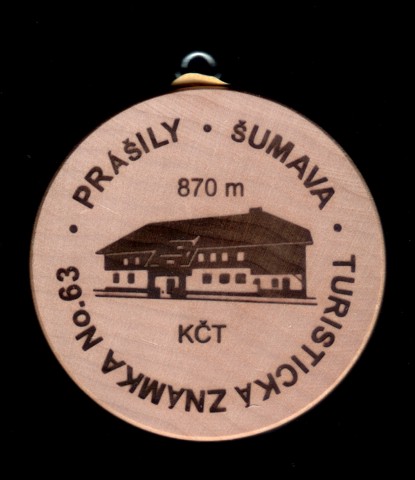 PRÁŠILY • ŠUMAVA • TURISTICKÁ ZNÁMKA No.63 •
870 m
KČT